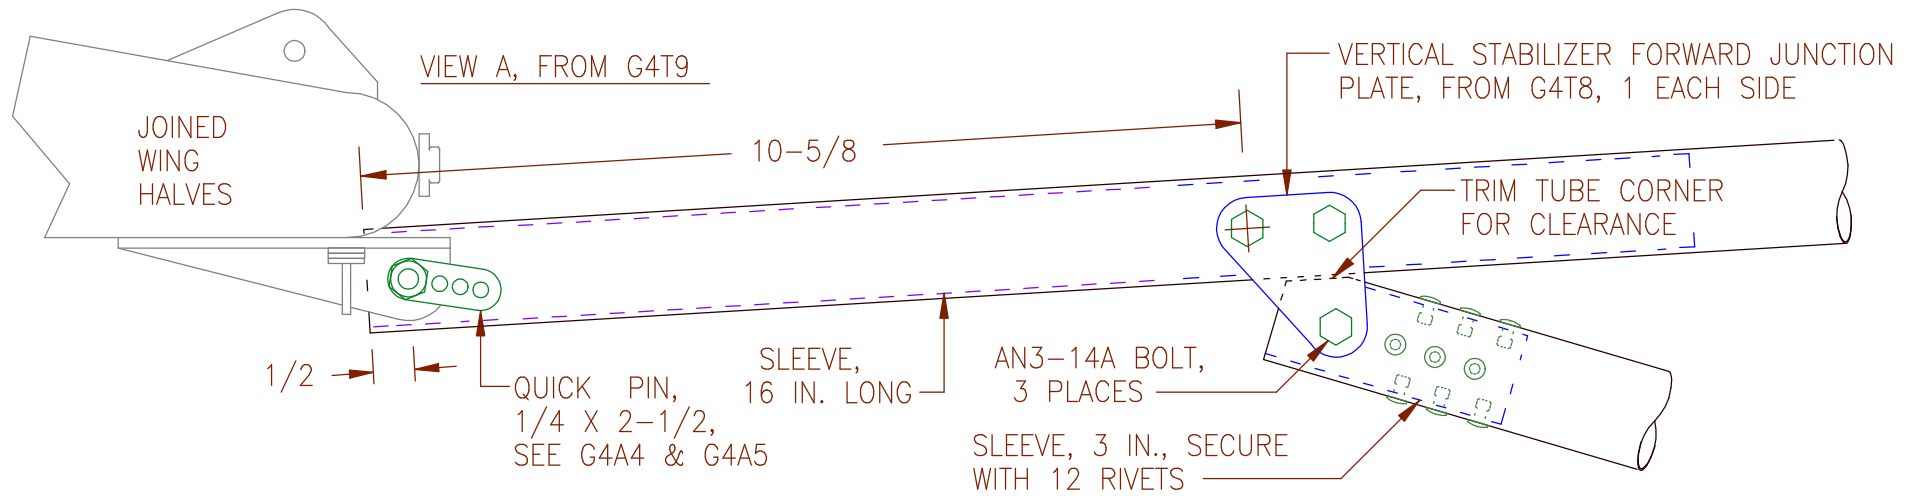 VIEW A, FROM G4T9
VERTICAL STABILIZER FORWARD JUNCTION
PLATE, FROM G4T8, 1 EACH SIDE
JOINED
WING
HALVES
10-5/8
TRIM TUBE CORNER
FOR CLEARANCE
1/2
QUICK PIN,
1/4 X 2-1/2,
SEE G4A4 & G4A5
SLEEVE,
16 IN. LONG
AN3-14A BOLT,
3 PLACES
SLEEVE, 3 IN., SECURE
WITH 12 RIVETS